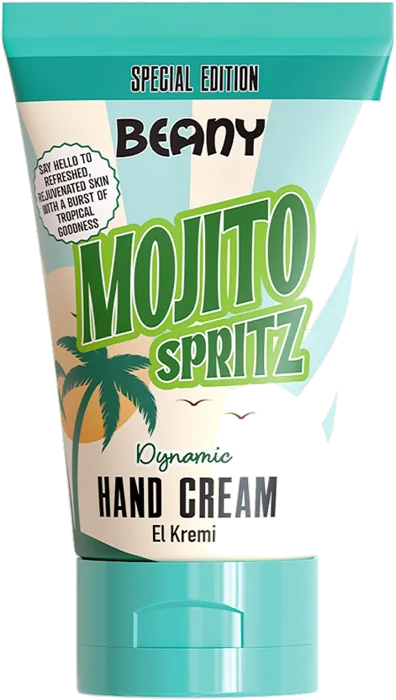 SPECIAL EDITION
BEANY
SAY HELLO TO
REFRESHED,
REJUVENATED SKIN
WITH A BURST OF
TROPICAL
GOODNESS
MOJITO
SPRITZ
Dynamic
HAND CREAM
El Kremi